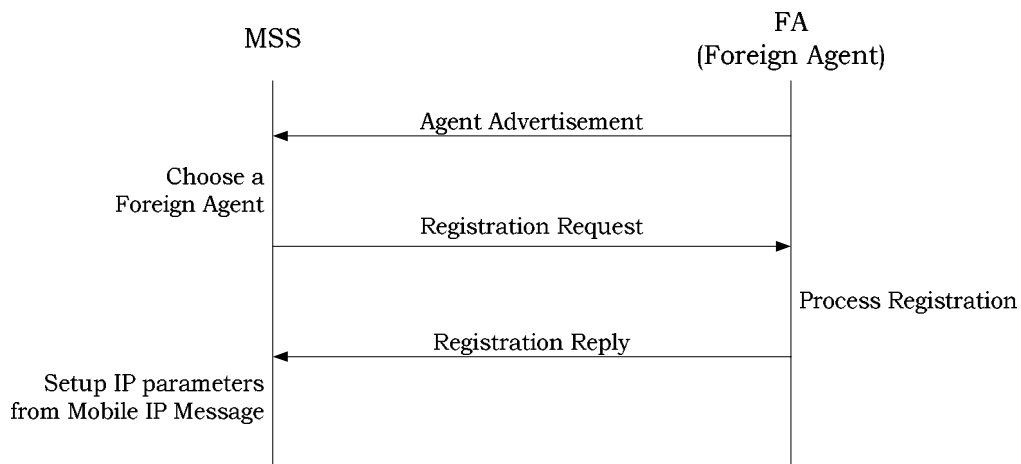 MSS
FA
(Foreign Agent)
Agent Advertisement
Choose a
Foreign Agent
Registration Request
Process Registration
Registration Reply
Setup IP parameters
from Mobile IP Message